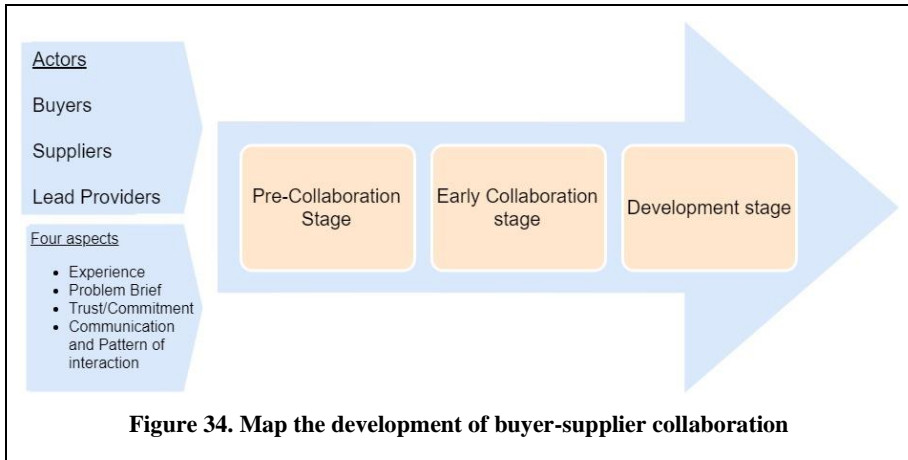 Actors
Buyers
Suppliers
Lead Providers
Four aspects
• Experience
• Problem Brief
• Trust/Commitment
• Communication
and Pattern of
interaction
Pre-Collaboration
Stage
Early Collaboration
stage
Development stage
Figure 34. Map the development of buyer-supplier collaboration